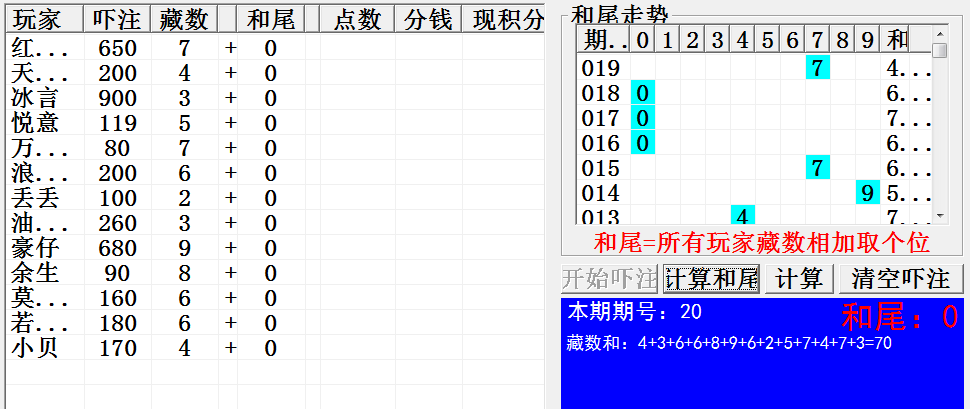 玩家 吓注 藏数 + 和尾 点数 分钱 现积分
红... 650 7 + 0
天... 200 4 + 0
冰言 900 3 + 0
悦意 119 5 + 0
万... 80 7 + 0
浪... 200 6 + 0
丢丢 100 2 + 0
油... 260 3 + 0
豪仔 680 9 + 0
余生 90 8 + 0
莫... 160 6 + 0
若... 180 6 + 0
小贝 170 4 + 0
和尾走势
期.. 0 1 2 3 4 5 6 7 8 9 和
019 7 4...
018 0 6...
017 0 7...
016 0 6...
015 7 6...
014 9 5...
013 4 7...
和尾=所有玩家藏数相加取个位
开始吓注 计算和尾 计算 清空吓注
本期期号：20 和尾：0
藏数和：4+3+6+6+8+9+6+2+5+7+4+7+3=70